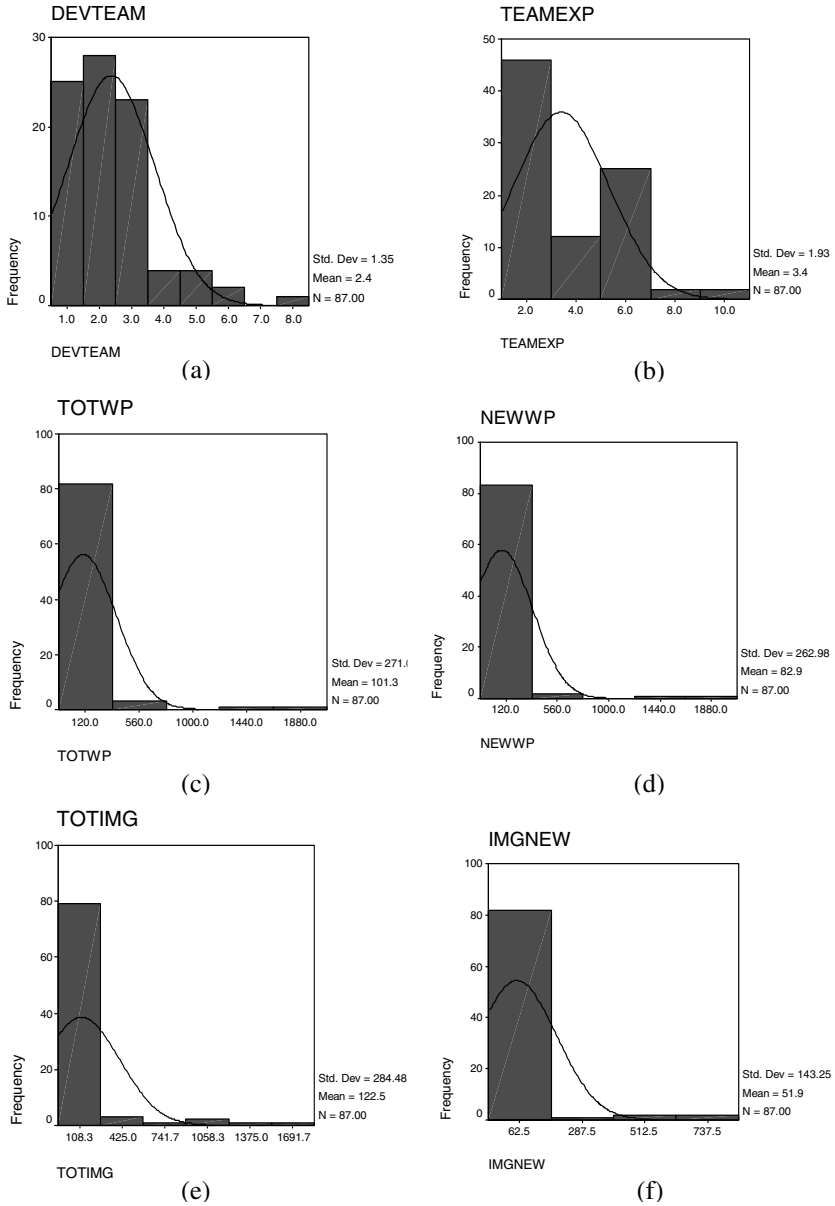 DEVTEAM
30
20
10
0
Frequency
1.0 2.0 3.0 4.0 5.0 6.0 7.0 8.0
Std. Dev = 1.35
Mean = 2.4
N = 87.00
DEVTEAM
(a)
TEAMEXP
50
40
30
20
10
0
Frequency
2.0 4.0 6.0 8.0 10.0
Std. Dev = 1.93
Mean = 3.4
N = 87.00
TEAMEXP
(b)
TOTWP
100
80
60
40
20
0
Frequency
120.0 560.0 1000.0 1440.0 1880.0
Std. Dev = 271.
Mean = 101.3
N = 87.00
TOTWP
(c)
NEWWP
100
80
60
40
20
0
Frequency
120.0 560.0 1000.0 1440.0 1880.0
Std. Dev = 262.98
Mean = 82.9
N = 87.00
NEWWP
(d)
TOTIMG
100
80
60
40
20
0
Frequency
108.3 425.0 741.7 1058.3 1375.0 1691.7
Std. Dev = 284.48
Mean = 122.5
N = 87.00
TOTIMG
(e)
IMGNEW
100
80
60
40
20
0
Frequency
62.5 287.5 512.5 737.5
Std. Dev = 143.25
Mean = 51.9
N = 87.00
IMGNEW
(f)